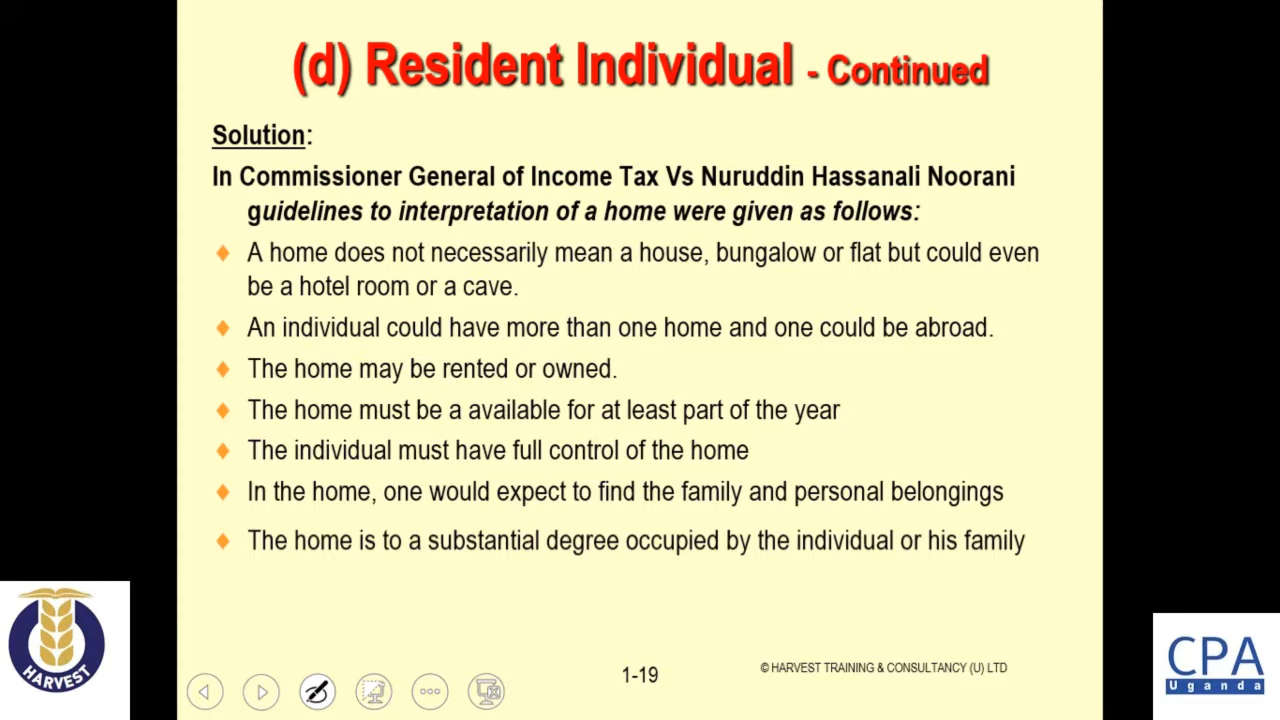 (d) Resident Individual - Continued
Solution:
In Commissioner General of Income Tax Vs Nuruddin Hassanali Noorani
guidelines to interpretation of a home were given as follows:
A home does not necessarily mean a house, bungalow or flat but could even
be a hotel room or a cave.
An individual could have more than one home and one could be abroad.
The home may be rented or owned.
The home must be a available for at least part of the year
The individual must have full control of the home
In the home, one would expect to find the family and personal belongings
The home is to a substantial degree occupied by the individual or his family
HARVEST
1-19
© HARVEST TRAINING & CONSULTANCY (U) LTD
CPA
Uganda